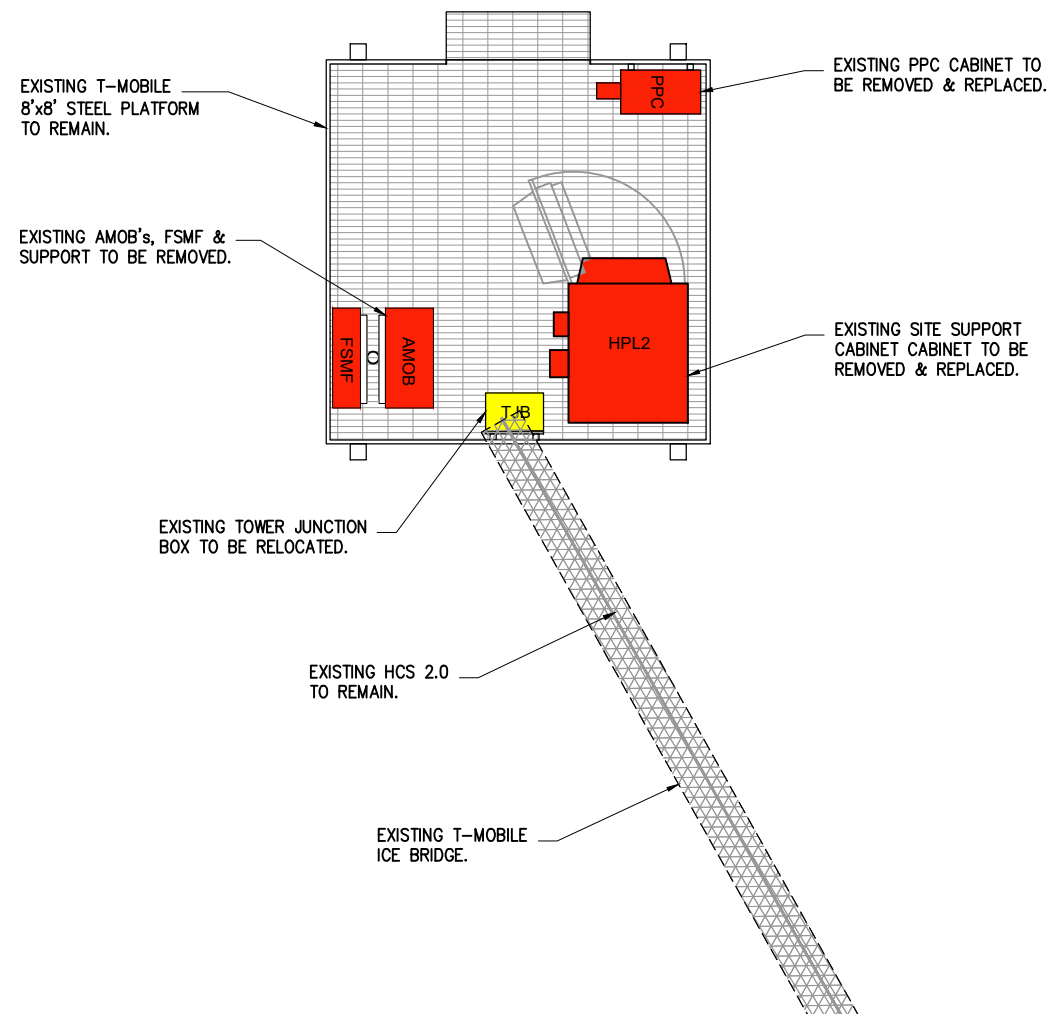 EXISTING T-MOBILE
8'x8' STEEL PLATFORM
TO REMAIN.
PPC
EXISTING PPC CABINET TO
BE REMOVED & REPLACED.
EXISTING AMOB's, FSMF &
SUPPORT TO BE REMOVED.
FSMF
AMOB
HPL2
EXISTING SITE SUPPORT
CABINET CABINET TO BE
REMOVED & REPLACED.
TJB
EXISTING TOWER JUNCTION
BOX TO BE RELOCATED.
EXISTING HCS 2.0
TO REMAIN.
EXISTING T-MOBILE
ICE BRIDGE.